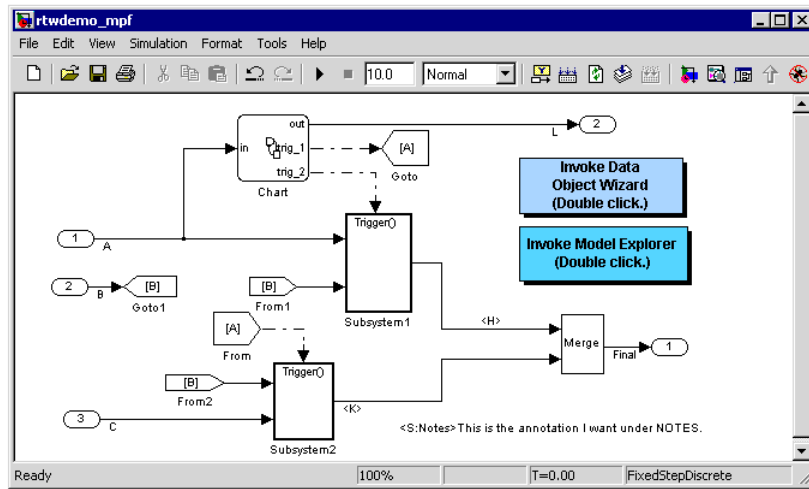 rtwdemo_mpf
File Edit View Simulation Format Tools Help
10.0 Normal
out
in
trig_1
trig_2
Chart
[A]
Goto
L
2
Invoke Data
Object Wizard
(Double click.)
Invoke Model Explorer
(Double click.)
1
A
Trigger()
2
B
[B]
Goto1
[B]
From1
Subsystem1
[A]
From
<H>
Merge
Final
1
Trigger()
[B]
From2
<K>
3
C
Subsystem2
<S:Notes>This is the annotation I want under NOTES.
Ready 100% T=0.00 FixedStepDiscrete